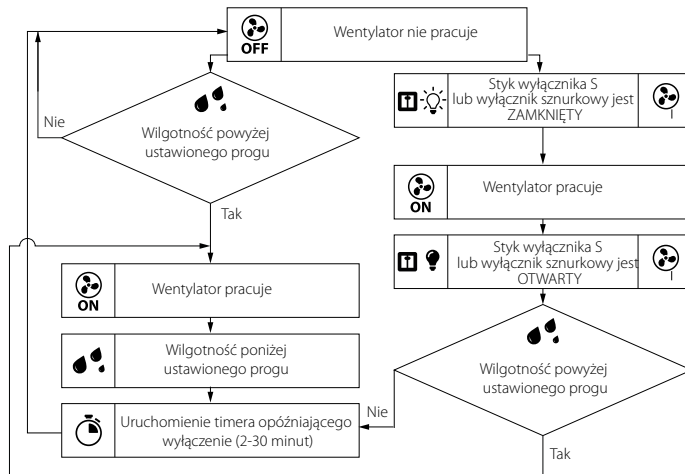 OFF
Wentylator nie pracuje
Nie
Wilgotność powyżej
ustawionego progu
Tak
Styk wyłącznika S
lub wyłącznik sznurkowy jest
ZAMKNIĘTY
ON
Wentylator pracuje
Styk wyłącznika S
lub wyłącznik sznurkowy jest
OTWARTY
ON
Wentylator pracuje
Wilgotność poniżej
ustawionego progu
Uruchomienie timera opóźniającego
wyłączenie (2-30 minut)
Wilgotność powyżej
ustawionego progu
Nie
Tak